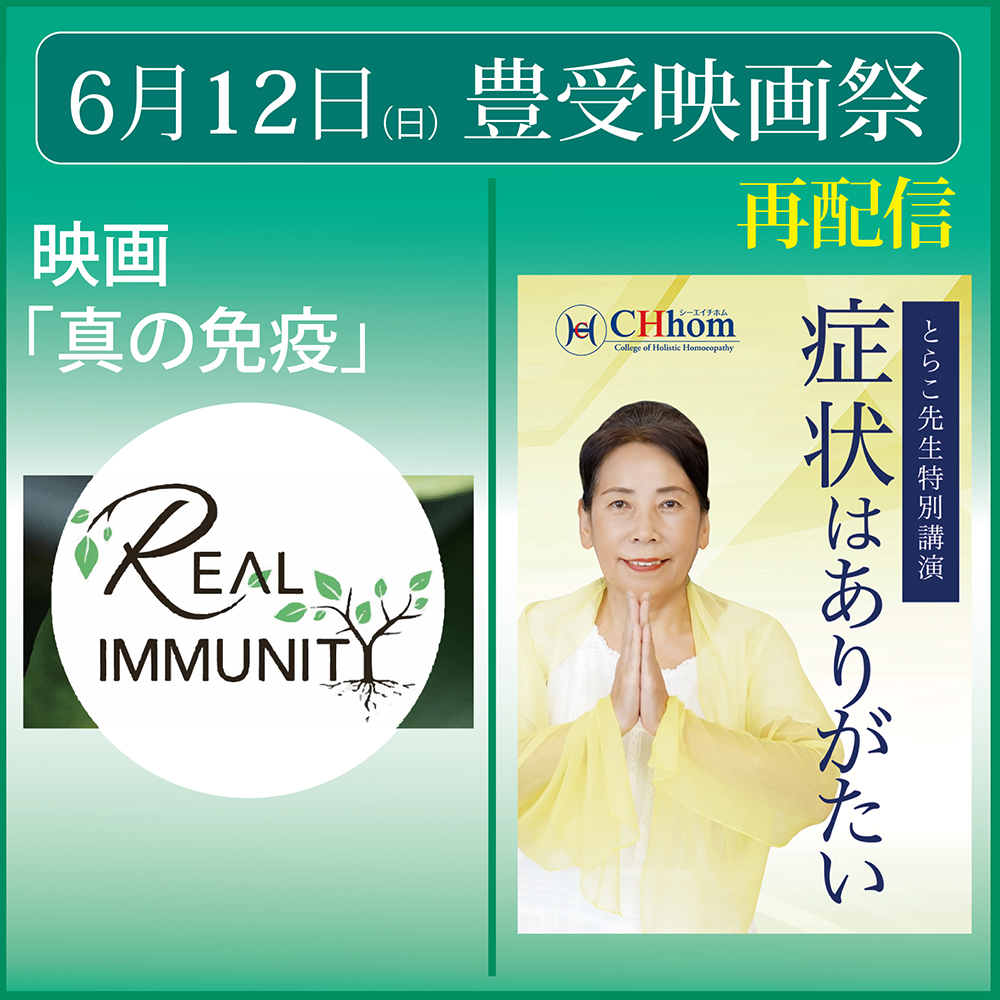 6月12日(日) 豊受映画祭
映画
「真の免疫」
REAL
IMMUNITY
再配信
シーエイチホム
CHhom
College of Holistic Homoeopathy
とらこ先生特別講演
症状はありがたい